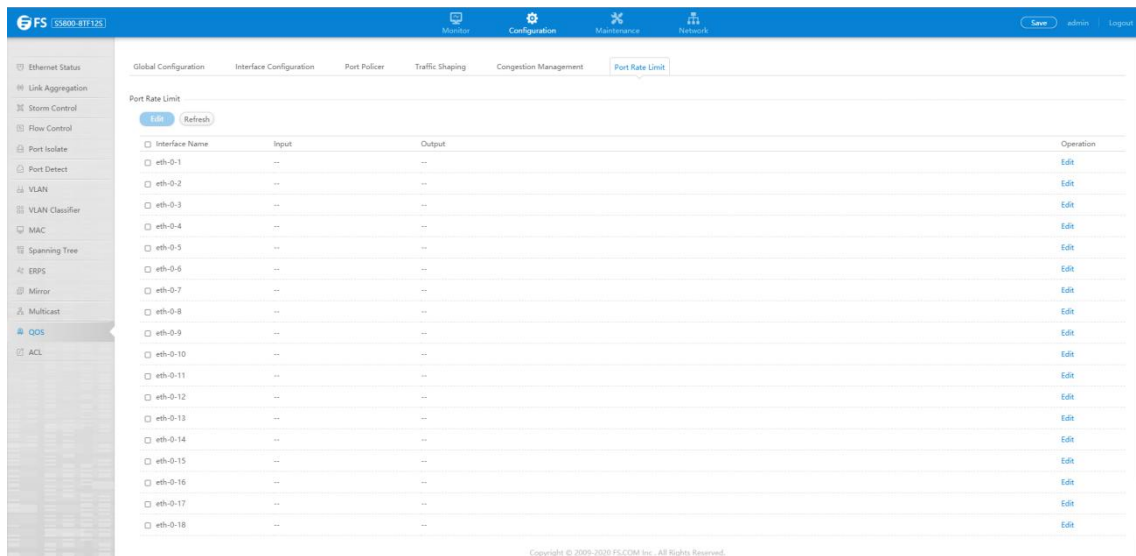 FS S5800-8TF12S
Monitor Configuration Maintenance Network
Save admin Logout
Ethernet Status
Link Aggregation
Storm Control
Flow Control
Port Isolate
Port Detect
VLAN
VLAN Classifier
MAC
Spanning Tree
ERPS
Mirror
Multicast
QOS
ACL
Global Configuration Interface Configuration Port Policer Traffic Shaping Congestion Management Port Rate Limit
Port Rate Limit
Edit Refresh
Interface Name Input Output Operation
eth-0-1 -- -- Edit
eth-0-2 -- -- Edit
eth-0-3 -- -- Edit
eth-0-4 -- -- Edit
eth-0-5 -- -- Edit
eth-0-6 -- -- Edit
eth-0-7 -- -- Edit
eth-0-8 -- -- Edit
eth-0-9 -- -- Edit
eth-0-10 -- -- Edit
eth-0-11 -- -- Edit
eth-0-12 -- -- Edit
eth-0-13 -- -- Edit
eth-0-14 -- -- Edit
eth-0-15 -- -- Edit
eth-0-16 -- -- Edit
eth-0-17 -- -- Edit
eth-0-18 -- -- Edit
Copyright © 2009-2020 FS.COM Inc . All Rights Reserved.